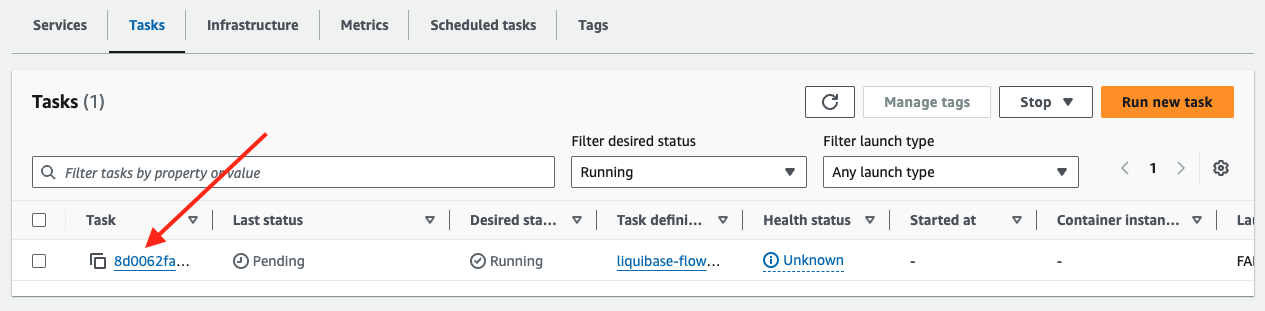 Services Tasks Infrastructure Metrics Scheduled tasks Tags
Tasks (1) Manage tags Stop Run new task
Filter desired status Filter launch type
Filter tasks by property or value Running Any launch type 1
Task Last status Desired sta... Task defini... Health status Started at Container instan... Lau
8d0062fa... Pending Running liquibase-flow... Unknown - - FA